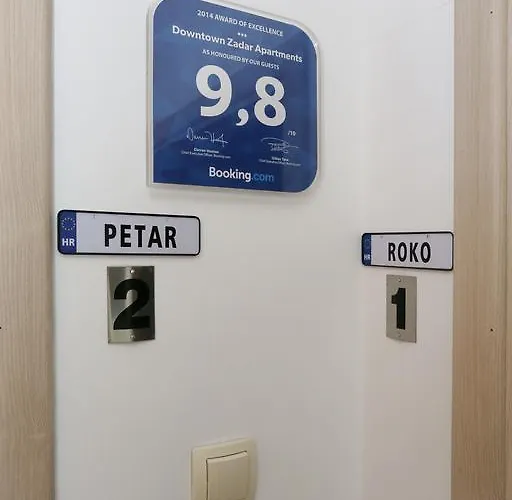 2014 AWARD OF EXCELLENCE
Downtown Zadar Apartments
AS HONOURED BY OUR GUESTS
9,8
/10
Booking.com
HR PETAR
HR ROKO
2
1